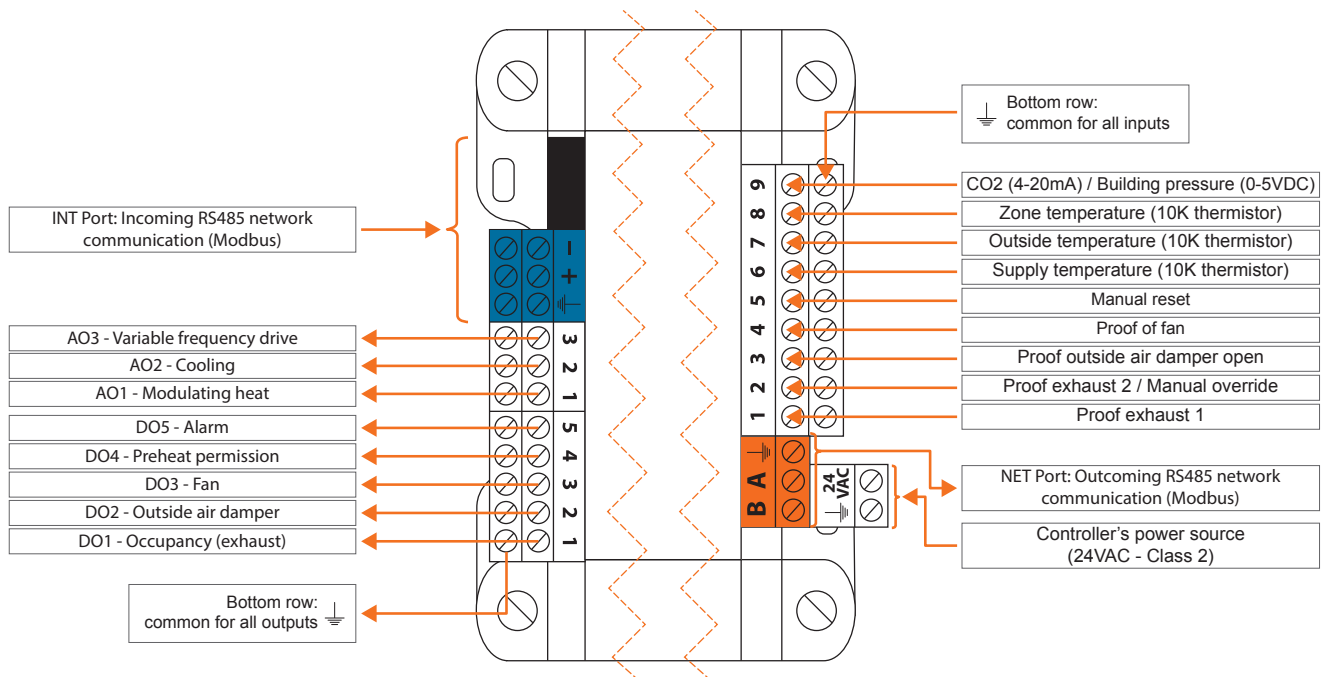 INT Port: Incoming RS485 network
communication (Modbus)
AO3 - Variable frequency drive
AO2 - Cooling
AO1 - Modulating heat
DO5 - Alarm
DO4 - Preheat permission
DO3 - Fan
DO2 - Outside air damper
DO1 - Occupancy (exhaust)
Bottom row:
common for all outputs
–
+
3
2
1
5
4
3
2
1
9
8
7
6
5
4
3
2
1
A
B
24
VAC
Bottom row:
common for all inputs
CO2 (4-20mA) / Building pressure (0-5VDC)
Zone temperature (10K thermistor)
Outside temperature (10K thermistor)
Supply temperature (10K thermistor)
Manual reset
Proof of fan
Proof outside air damper open
Proof exhaust 2 / Manual override
Proof exhaust 1
NET Port: Outcoming RS485 network
communication (Modbus)
Controller's power source
(24VAC - Class 2)